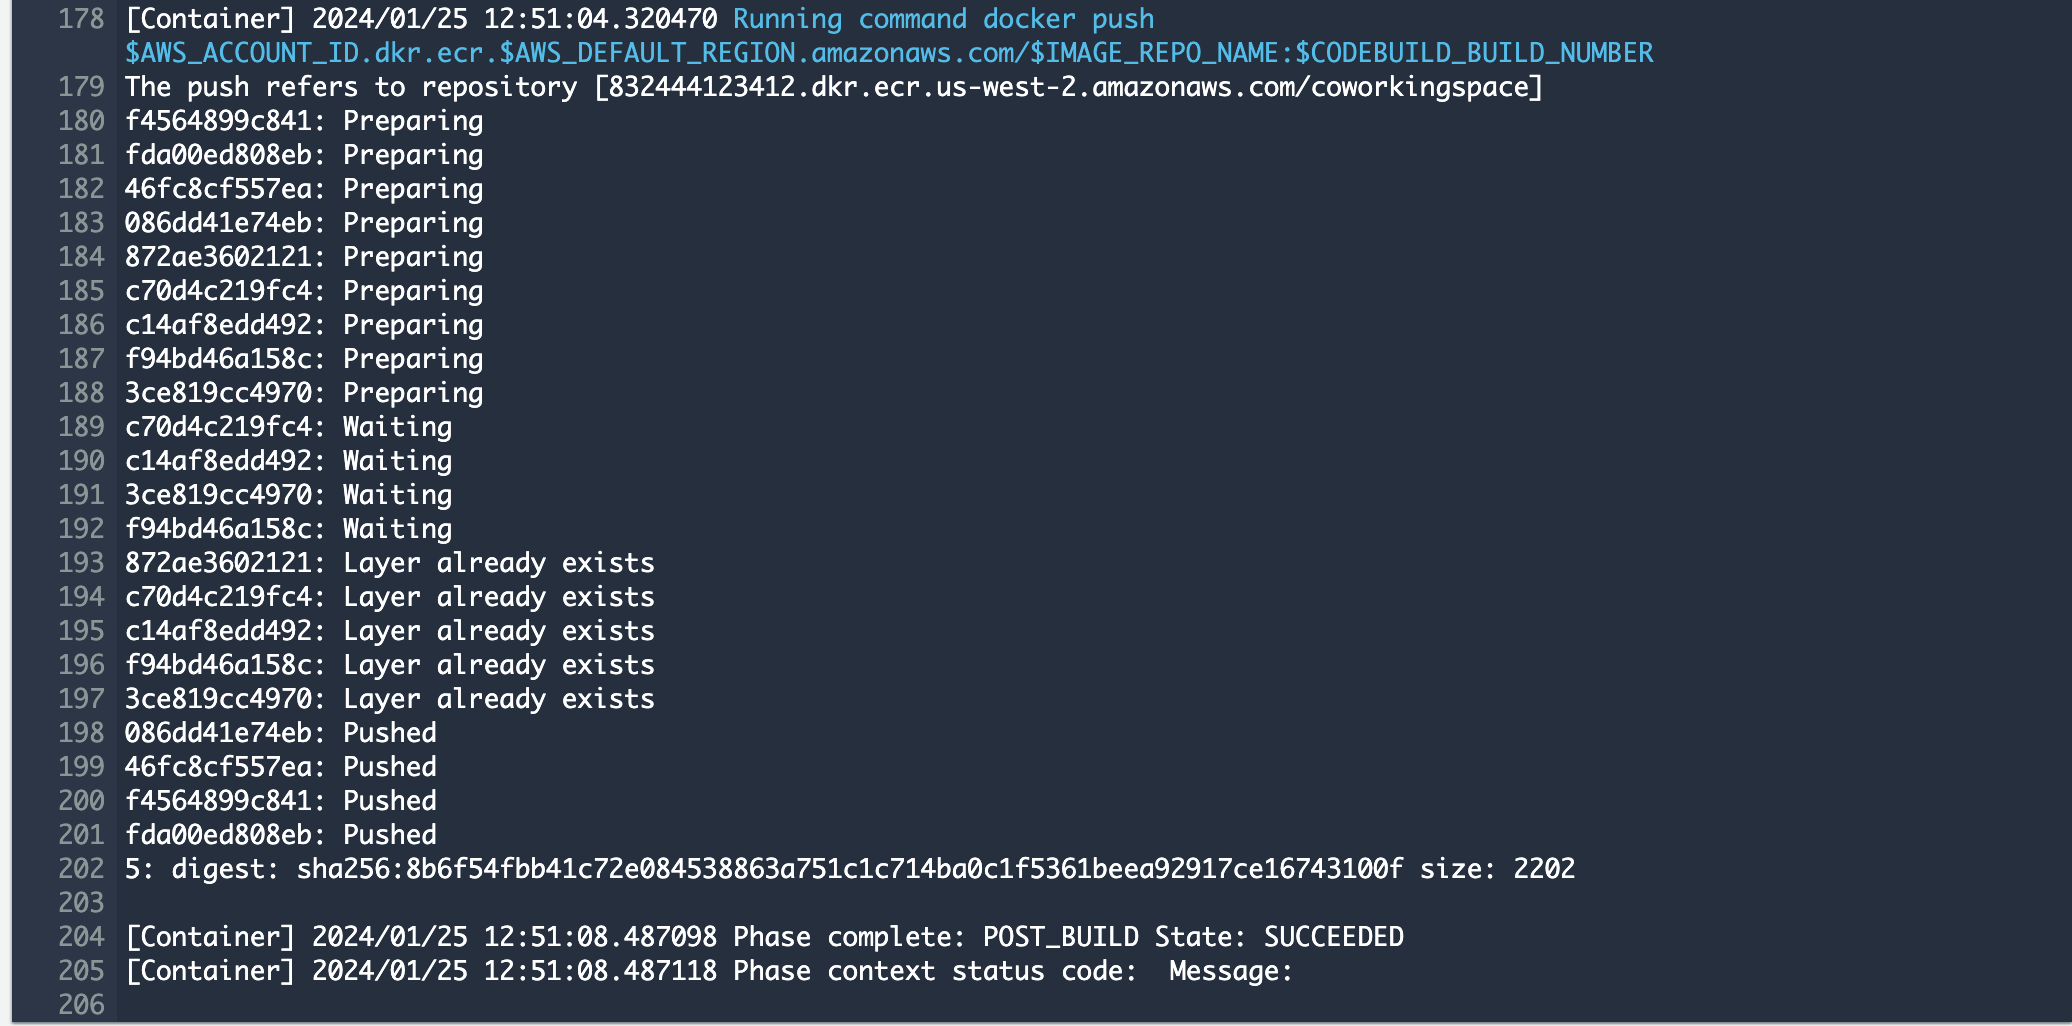 178 [Container] 2024/01/25 12:51:04.320470 Running command docker push
$AWS_ACCOUNT_ID.dkr.ecr.$AWS_DEFAULT_REGION.amazonaws.com/$IMAGE_REPO_NAME:$CODEBUILD_BUILD_NUMBER
179 The push refers to repository [832444123412.dkr.ecr.us-west-2.amazonaws.com/coworkingspace]
180 f4564899c841: Preparing
181 fda00ed808eb: Preparing
182 46fc8cf557ea: Preparing
183 086dd41e74eb: Preparing
184 872ae3602121: Preparing
185 c70d4c219fc4: Preparing
186 c14af8edd492: Preparing
187 f94bd46a158c: Preparing
188 3ce819cc4970: Preparing
189 c70d4c219fc4: Waiting
190 c14af8edd492: Waiting
191 3ce819cc4970: Waiting
192 f94bd46a158c: Waiting
193 872ae3602121: Layer already exists
194 c70d4c219fc4: Layer already exists
195 c14af8edd492: Layer already exists
196 f94bd46a158c: Layer already exists
197 3ce819cc4970: Layer already exists
198 086dd41e74eb: Pushed
199 46fc8cf557ea: Pushed
200 f4564899c841: Pushed
201 fda00ed808eb: Pushed
202 5: digest: sha256:8b6f54fbb41c72e084538863a751c1c714ba0c1f5361beea92917ce16743100f size: 2202
203
204 [Container] 2024/01/25 12:51:08.487098 Phase complete: POST_BUILD State: SUCCEEDED
205 [Container] 2024/01/25 12:51:08.487118 Phase context status code:  Message:
206